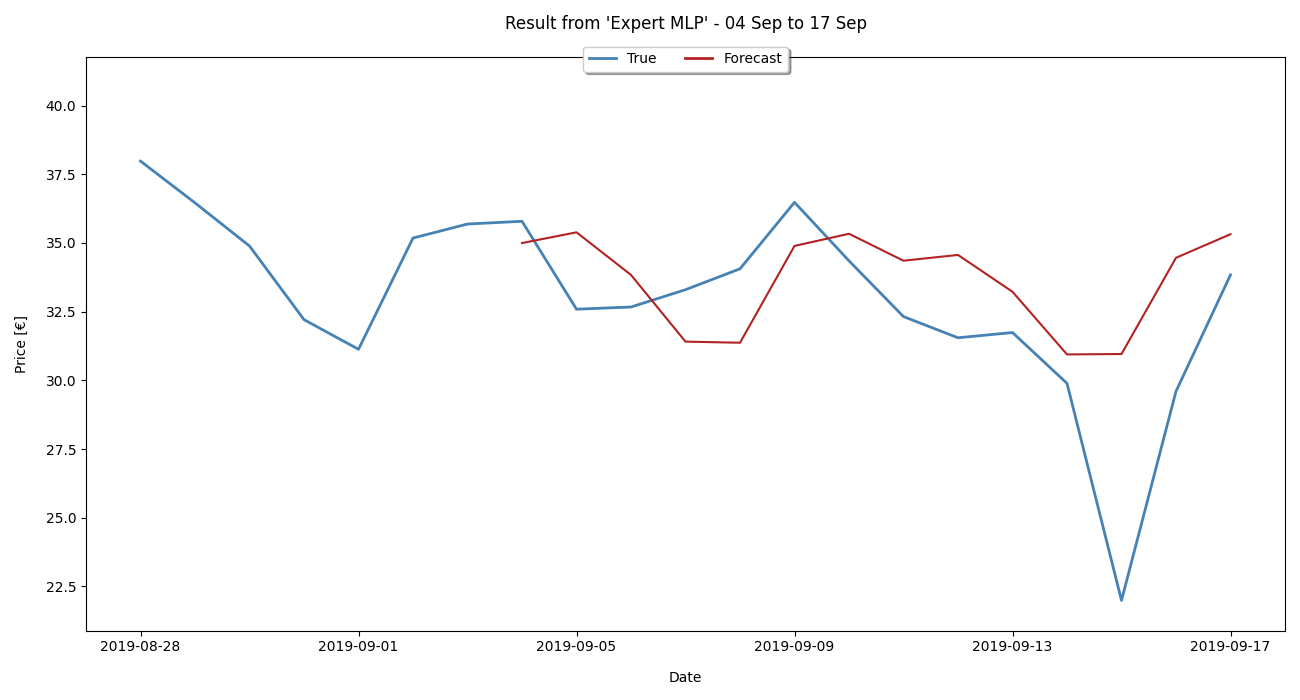 Result from 'Expert MLP' - 04 Sep to 17 Sep
True Forecast
40.0
37.5
35.0
32.5
30.0
27.5
25.0
22.5
Price [€]
2019-08-28 2019-09-01 2019-09-05 2019-09-09 2019-09-13 2019-09-17
Date